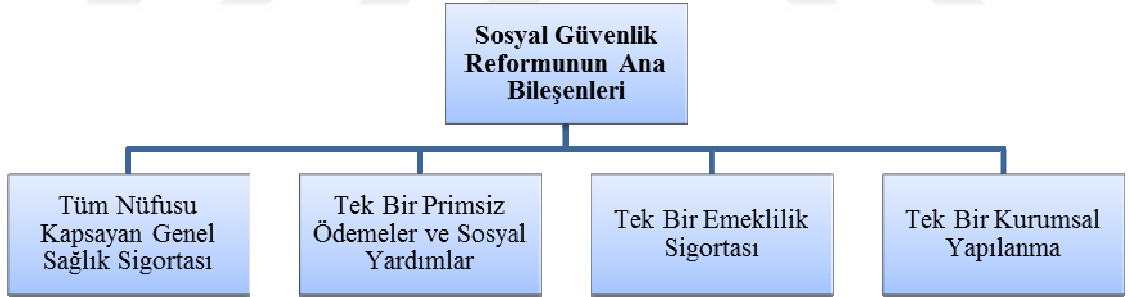 Sosyal Güvenlik
Reformunun Ana
Bileşenleri
Tüm Nüfusu
Kapsayan Genel
Sağlık Sigortası
Tek Bir Primsiz
Ödemeler ve Sosyal
Yardımlar
Tek Bir Emeklilik
Sigortası
Tek Bir Kurumsal
Yapılanma